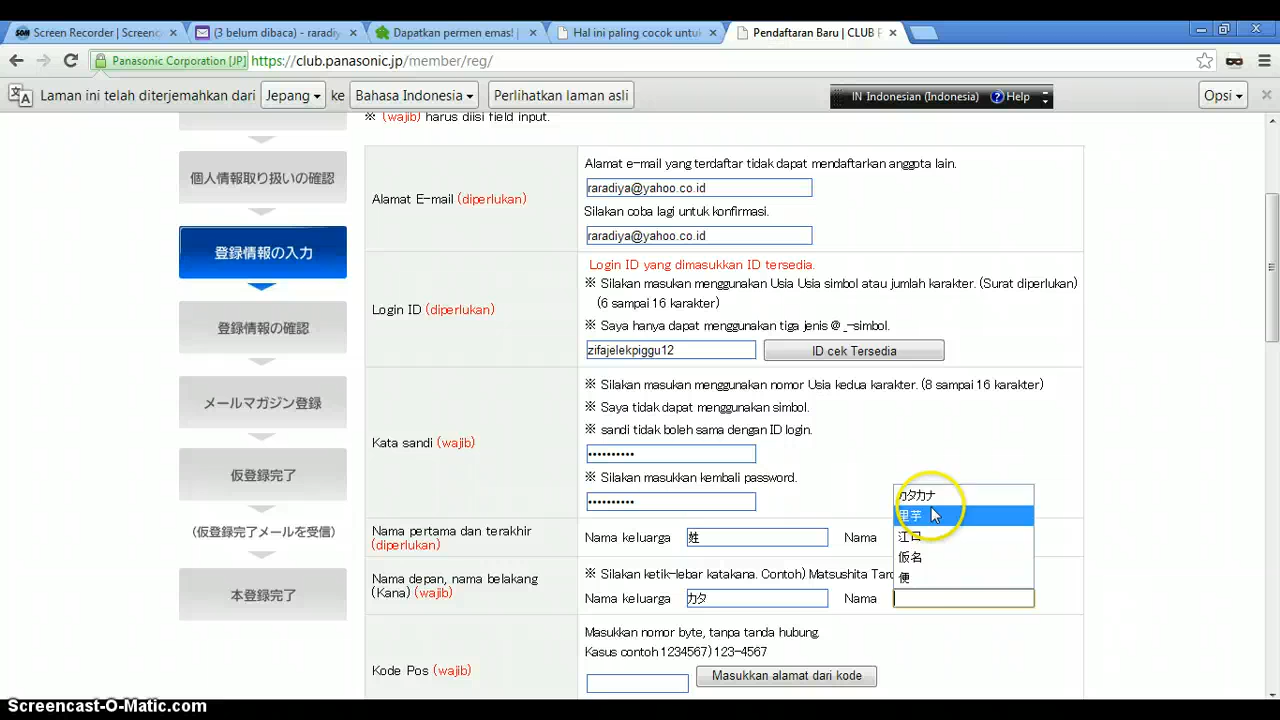 Screen Recorder | Screenc
(3 belum dibaca) - raradiy
Dapatkan permen emas! |
Hal ini paling cocok untuk
Pendaftaran Baru | CLUB P
Panasonic Corporation [JP]
https://club.panasonic.jp/member/reg/
Laman ini telah diterjemahkan dari
Jepang
ke
Bahasa Indonesia
Perlihatkan laman asli
IN Indonesian (Indonesia)
Help
Opsi
※ (wajib) harus diisi field input.
個人情報取り扱いの確認
登録情報の入力
登録情報の確認
メールマガジン登録
仮登録完了
(仮登録完了メールを受信)
本登録完了
Alamat E-mail (diperlukan)
Alamat e-mail yang terdaftar tidak dapat mendaftarkan anggota lain.
raradiya@yahoo.co.id
Silakan coba lagi untuk konfirmasi.
raradiya@yahoo.co.id
Login ID (diperlukan)
Login ID yang dimasukkan ID tersedia.
※ Silakan masukan menggunakan Usia Usia simbol atau jumlah karakter. (Surat diperlukan)
(6 sampai 16 karakter)
※ Saya hanya dapat menggunakan tiga jenis @ _-simbol.
zifajelekpiggu12
ID cek Tersedia
Kata sandi (wajib)
※ Silakan masukan menggunakan nomor Usia kedua karakter. (8 sampai 16 karakter)
※ Saya tidak dapat menggunakan simbol.
※ sandi tidak boleh sama dengan ID login.
••••••••••
※ Silakan masukkan kembali password.
••••••••••
Nama pertama dan terakhir
(diperlukan)
Nama keluarga
姓
Nama
カタカナ
里芋
江口
仮名
便
Nama depan, nama belakang
(Kana) (wajib)
※ Silakan ketik-lebar katakana. Contoh) Matsushita Taro
Nama keluarga
カタ
Nama
Kode Pos (wajib)
Masukkan nomor byte, tanpa tanda hubung.
Kasus contoh 1234567) 123-4567
Masukkan alamat dari kode
Screencast-O-Matic.com